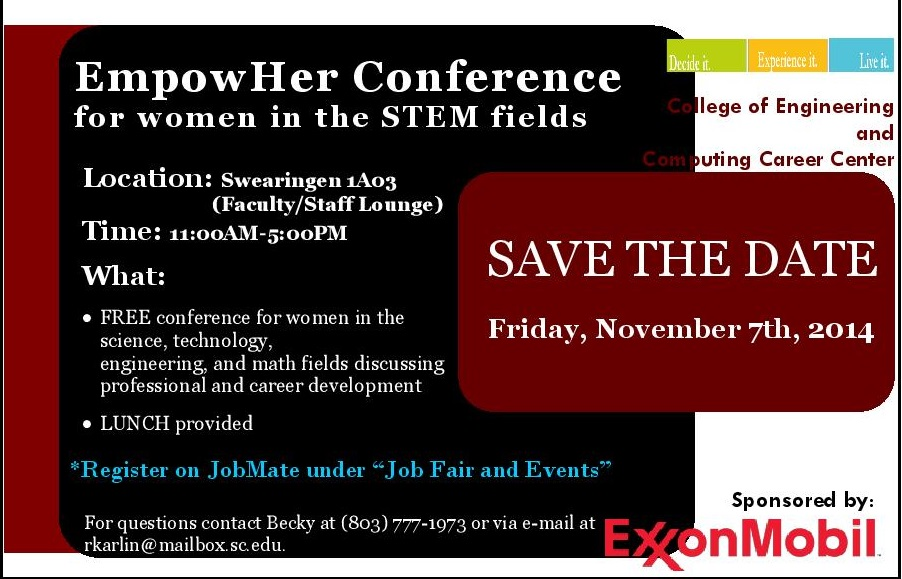 EmpowHer Conference
for women in the STEM fields
Decide it. Experience it. Live it.
College of Engineering
and
Computing Career Center
Location: Swearingen 1A03
(Faculty/Staff Lounge)
Time: 11:00AM-5:00PM
What:
• FREE conference for women in the
science, technology,
engineering, and math fields discussing
professional and career development
• LUNCH provided
SAVE THE DATE
Friday, November 7th, 2014
*Register on JobMate under “Job Fair and Events”
For questions contact Becky at (803) 777-1973 or via e-mail at
rkarlin@mailbox.sc.edu.
Sponsored by:
ExxonMobil